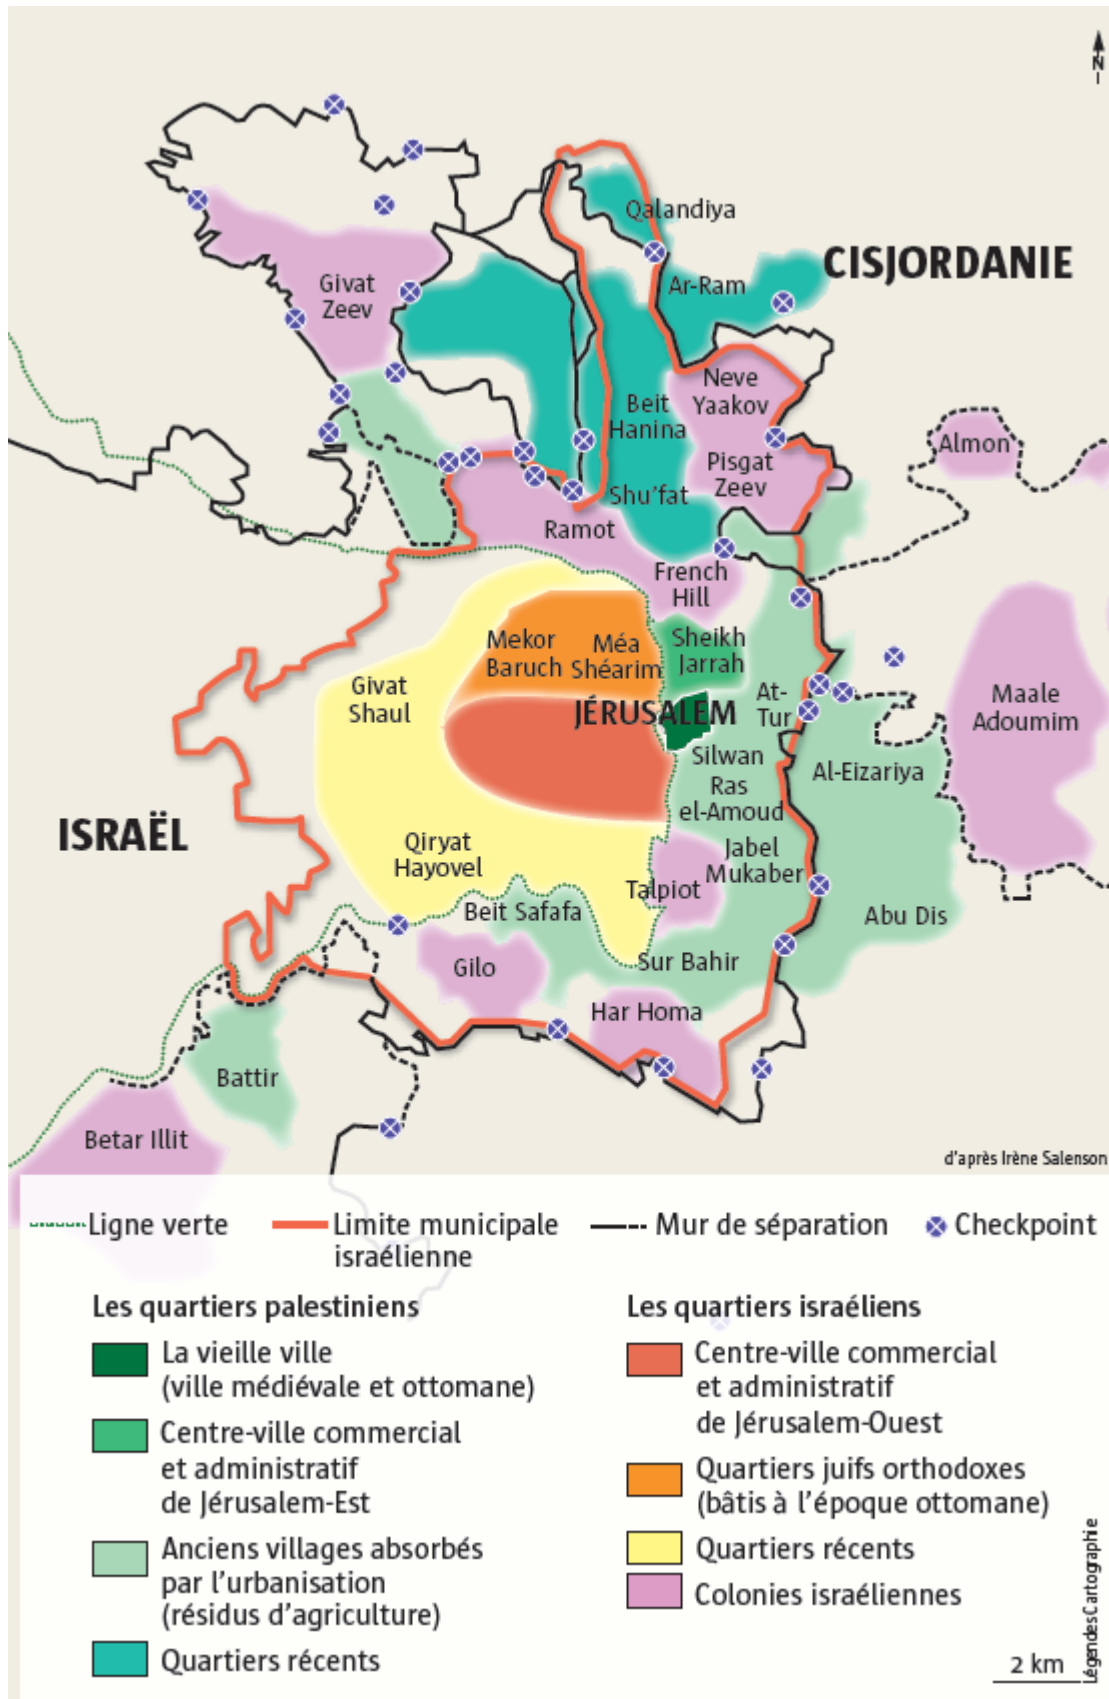 N
Qalandiya
CISJORDANIE
Ar-Ram
Givat
Zeev
Neve
Yaakov
Beit
Hanina
Almon
Pisgat
Zeev
Shu'fat
Ramot
French
Hill
Mekor
Baruch
Méa
Shéarim
Sheikh
Jarrah
Givat
Shaul
JÉRUSALEM
At-
Tur
Maale
Adoumim
Silwan
Al-Eizariya
Ras
el-Amoud
ISRAËL
Qiryat
Hayovel
Jabel
Mukaber
Talpiot
Beit Safafa
Abu Dis
Gilo
Sur Bahir
Har Homa
Battir
Betar Illit
d'après Irène Salenson
Ligne verte
Limite municipale
israélienne
Mur de séparation
Checkpoint
Les quartiers palestiniens
La vieille ville
(ville médiévale et ottomane)
Centre-ville commercial
et administratif
de Jérusalem-Est
Anciens villages absorbés
par l'urbanisation
(résidus d'agriculture)
Quartiers récents
Les quartiers israéliens
Centre-ville commercial
et administratif
de Jérusalem-Ouest
Quartiers juifs orthodoxes
(bâtis à l'époque ottomane)
Quartiers récents
Colonies israéliennes
2 km
LégendesCartographie